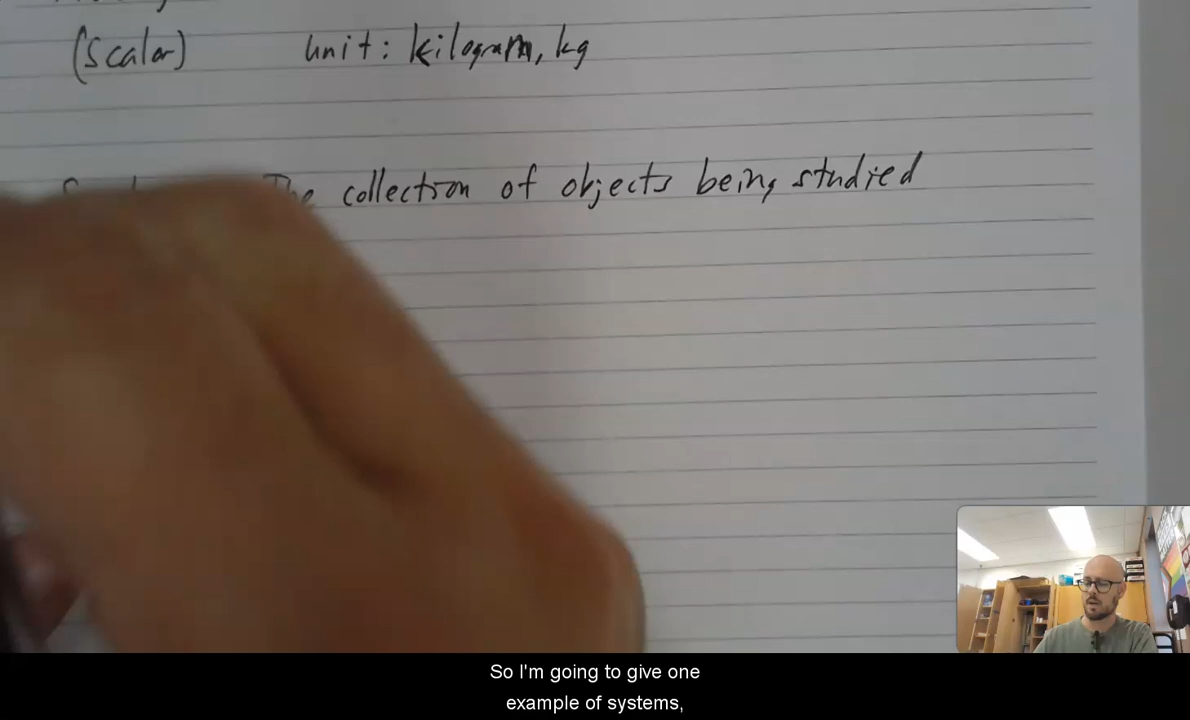 (scalar) Unit: kilogram, kg
The collection of objects being studied
So I'm going to give one
example of systems,